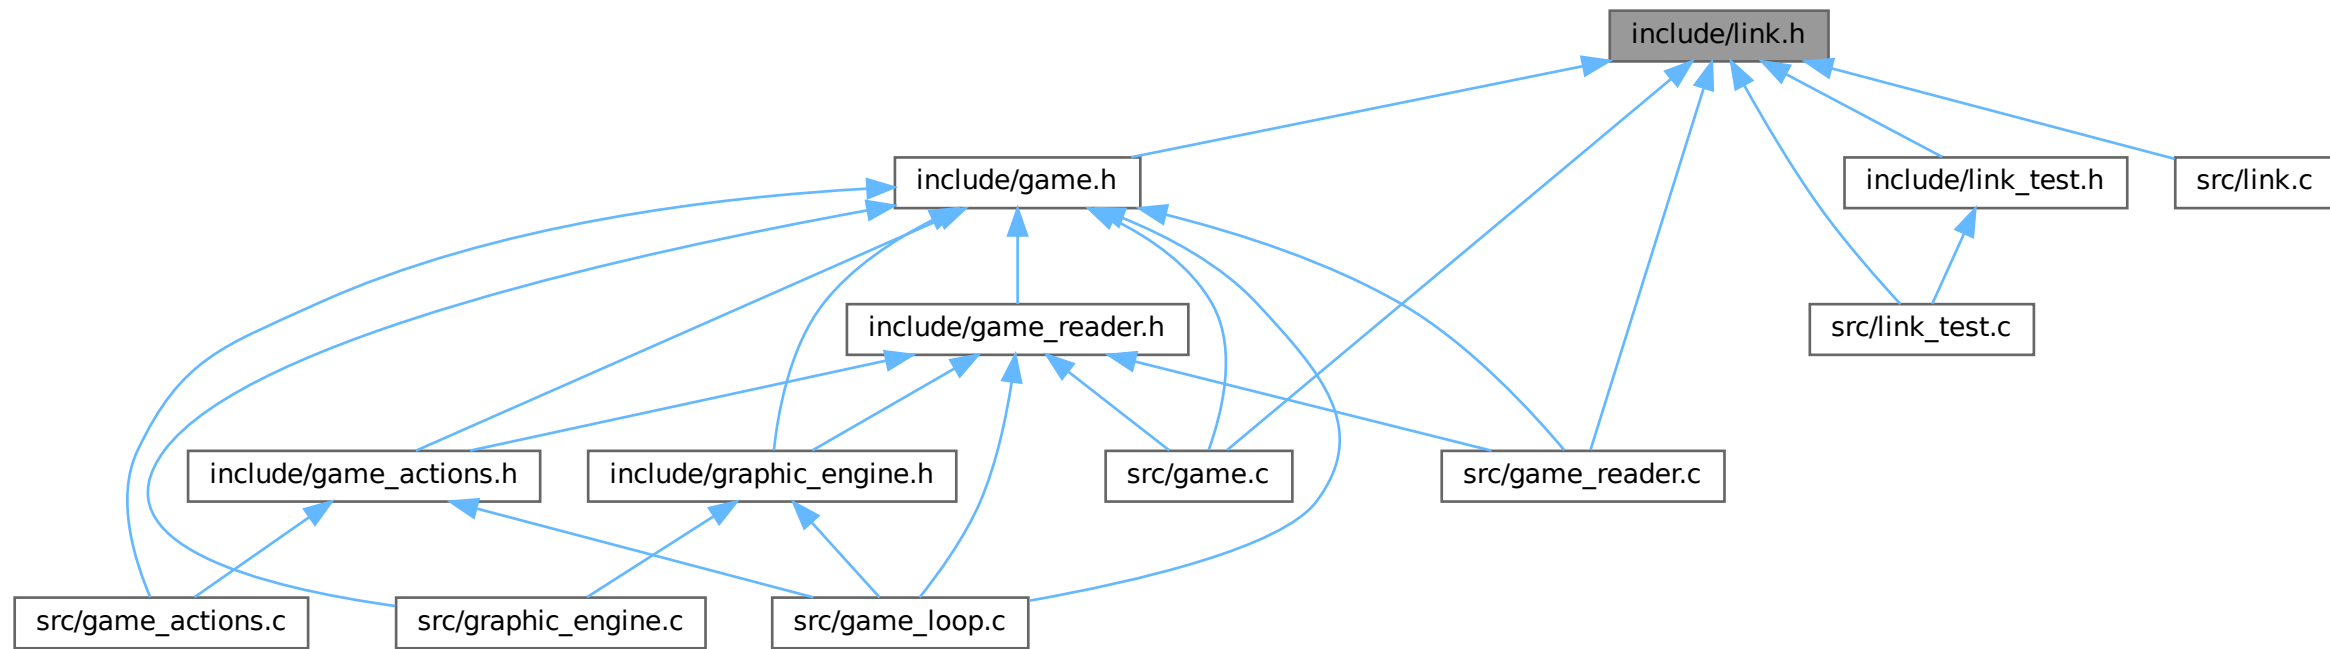 include/link.h
include/game.h
include/link_test.h
src/link.c
include/game_reader.h
src/link_test.c
include/game_actions.h
include/graphic_engine.h
src/game.c
src/game_reader.c
src/game_actions.c
src/graphic_engine.c
src/game_loop.c